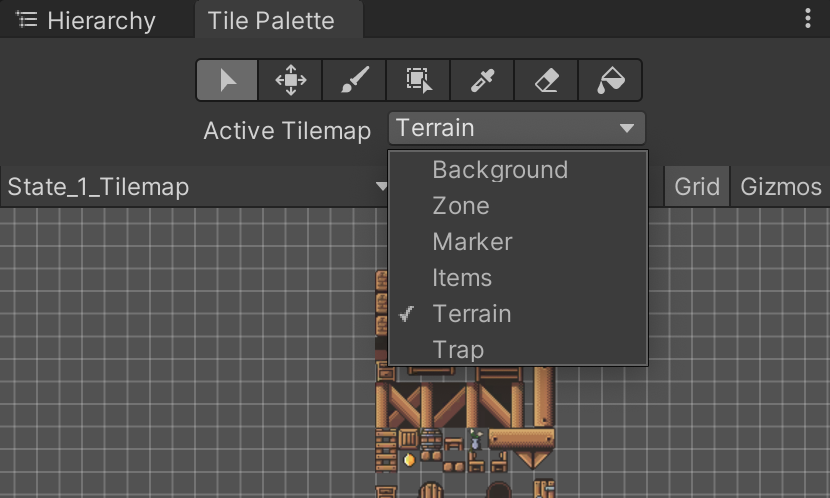 Hierarchy
Tile Palette
Active Tilemap
Terrain
State_1_Tilemap
Grid
Gizmos
Background
Zone
Marker
Items
Terrain
Trap